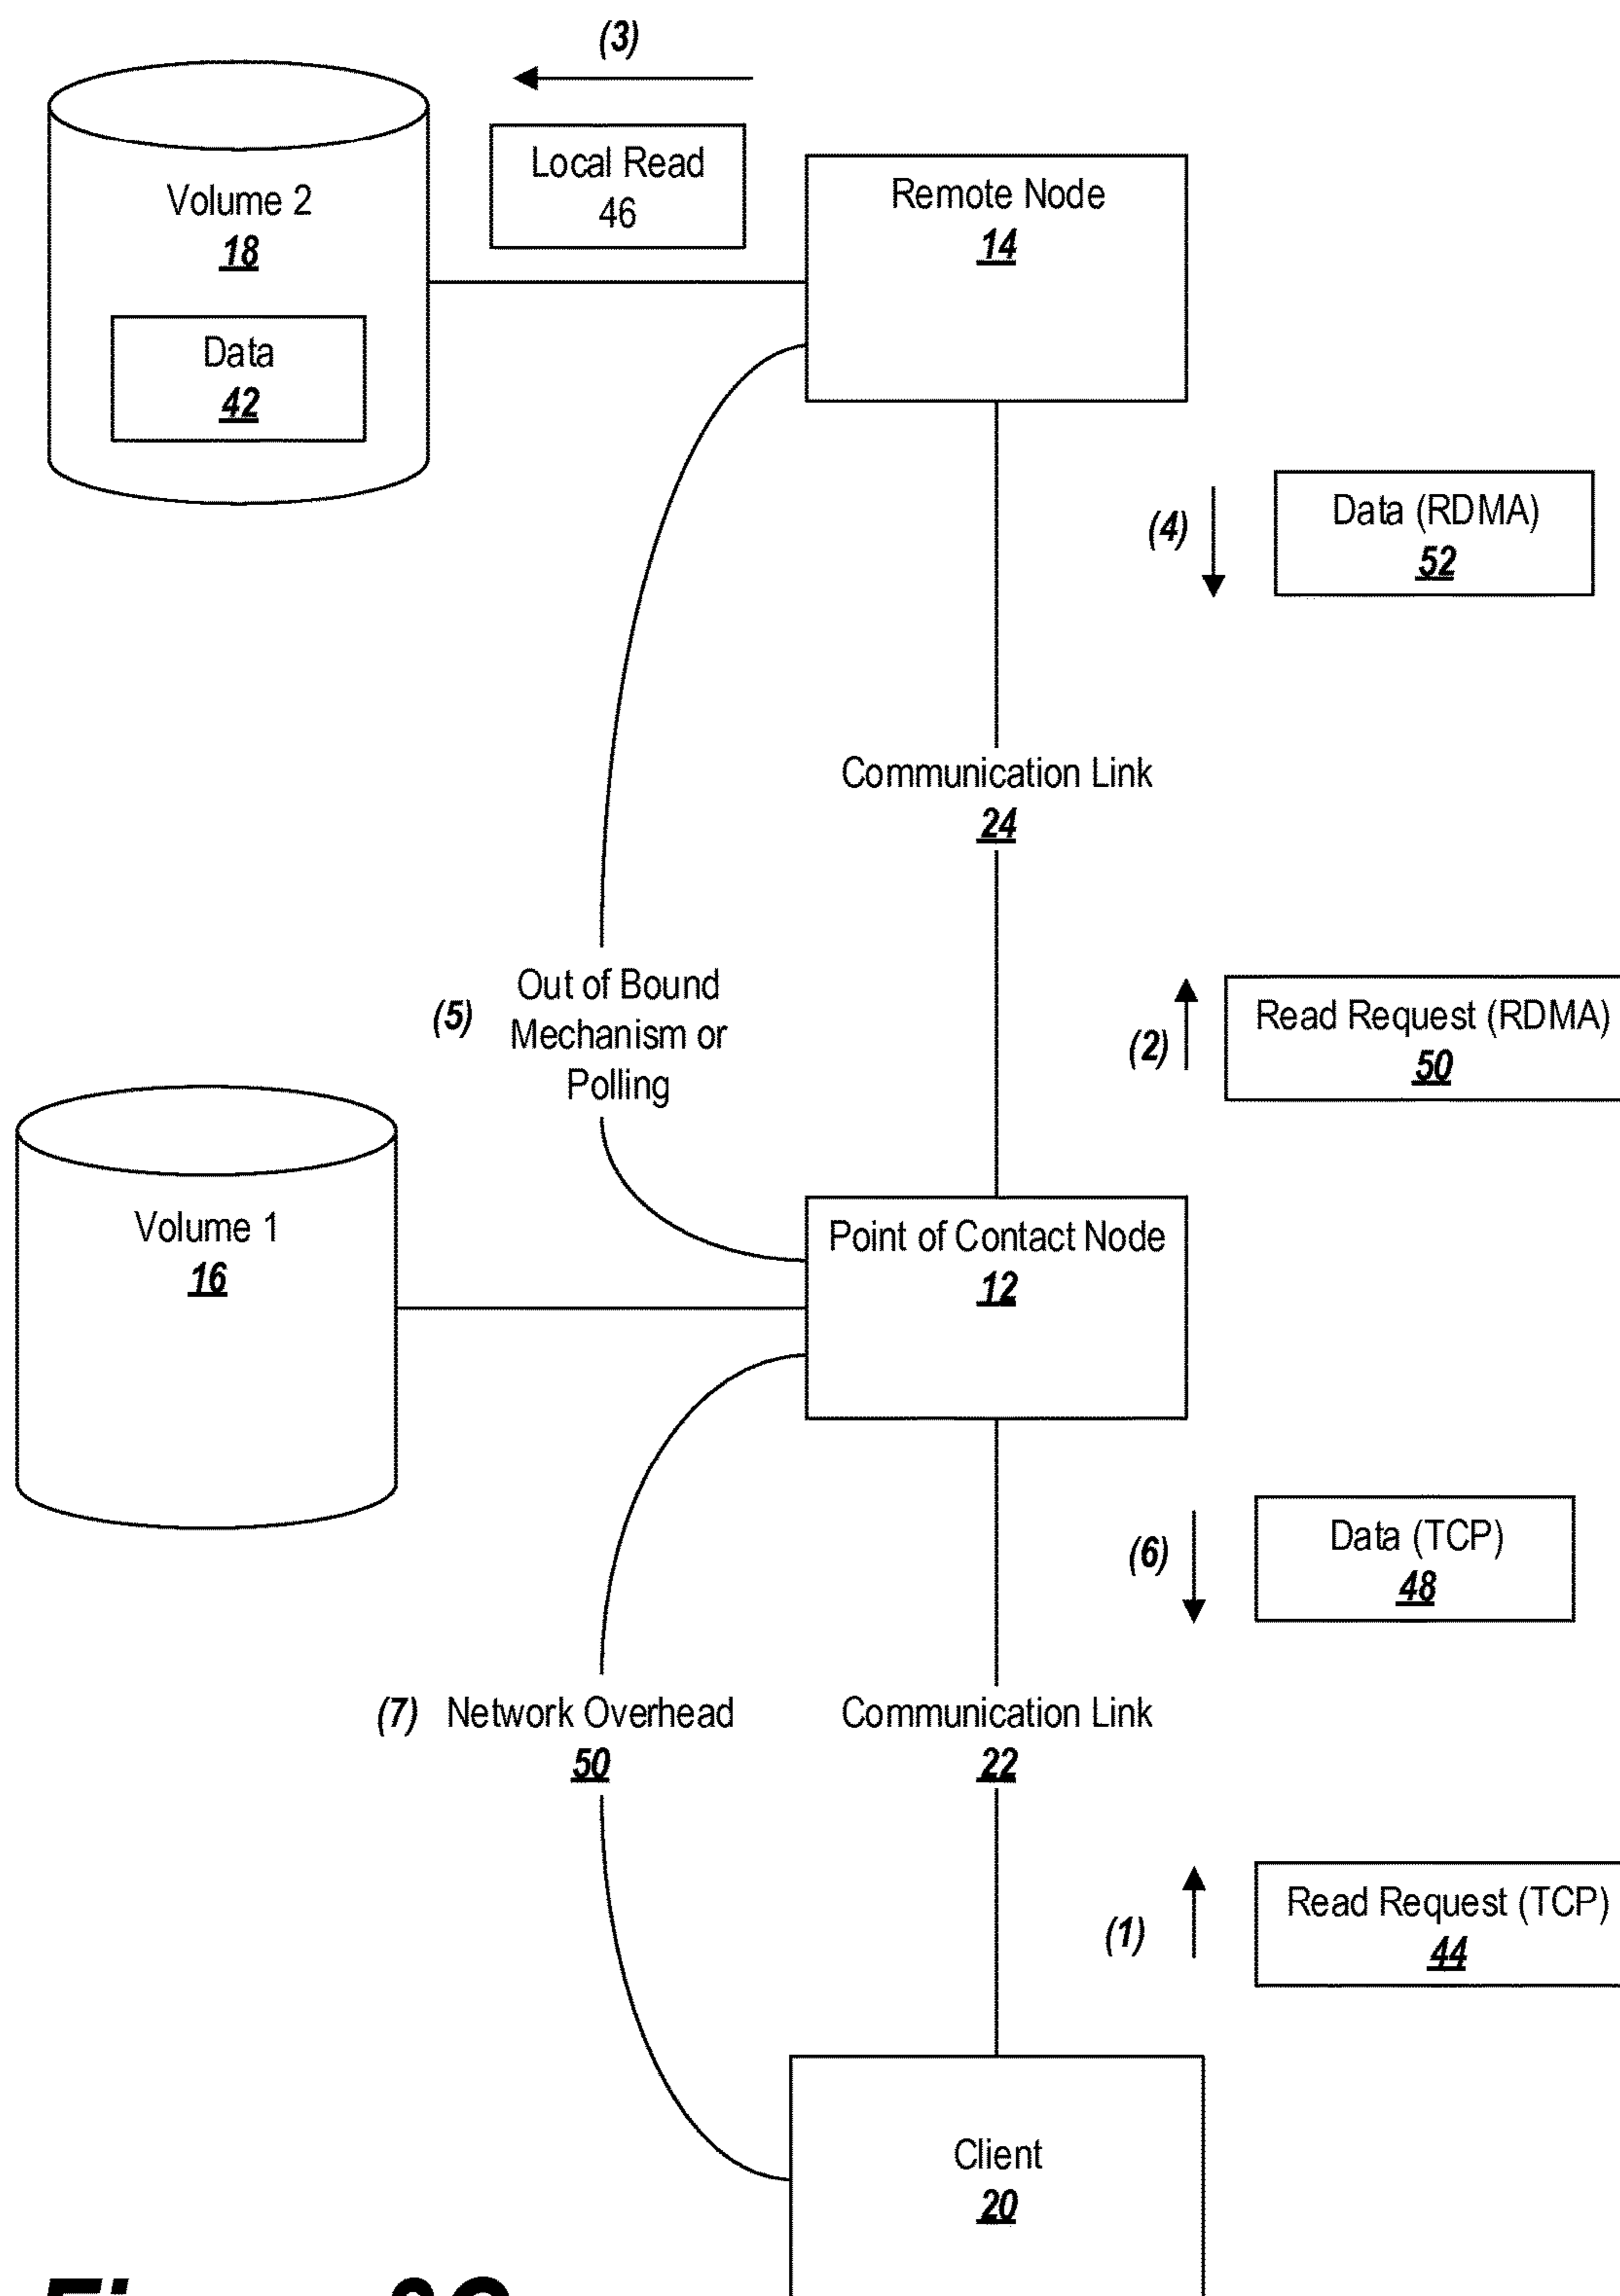 (3)
Local Read
46
Volume 2
18
Data
42
Remote Node
14
(4)
Data (RDMA)
52
Communication Link
24
(5)
Out of Bound
Mechanism or
Polling
(2)
Read Request (RDMA)
50
Volume 1
16
Point of Contact Node
12
(6)
Data (TCP)
48
(7)
Network Overhead
50
Communication Link
22
(1)
Read Request (TCP)
44
Client
20